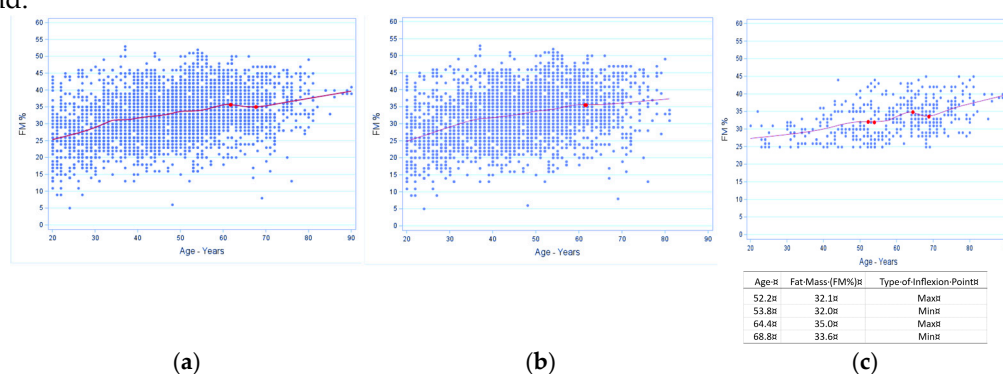 nd.
60
55
50
45
40
35
30
25
20
15
10
5
0
FM %
20 30 40 50 60 70 80 90
Age - Years
60
55
50
45
40
35
30
25
20
15
10
5
0
FM %
20 30 40 50 60 70 80 90
Age - Years
60
55
50
45
40
35
30
25
20
15
10
5
0
FM %
20 30 40 50 60 70 80
Age - Years
Age·¤ Fat·Mass·(FM%)¤ Type·of·Inflexion·Point¤
52.2¤ 32.1¤ Max¤
53.8¤ 32.0¤ Min¤
64.4¤ 35.0¤ Max¤
68.8¤ 33.6¤ Min¤
(a) (b) (c)